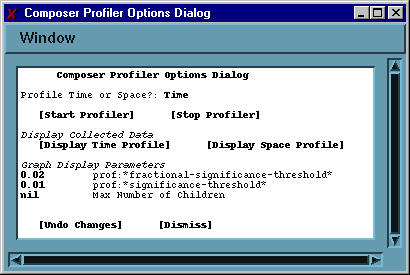 Composer Profiler Options Dialog
Window
Composer Profiler Options Dialog
Profile Time or Space?: Time
[Start Profiler] [Stop Profiler]
Display Collected Data
[Display Time Profile] [Display Space Profile]
Graph Display Parameters
0.02 prof:*fractional-significance-threshold*
0.01 prof:*significance-threshold*
nil Max Number of Children
[Undo Changes] [Dismiss]